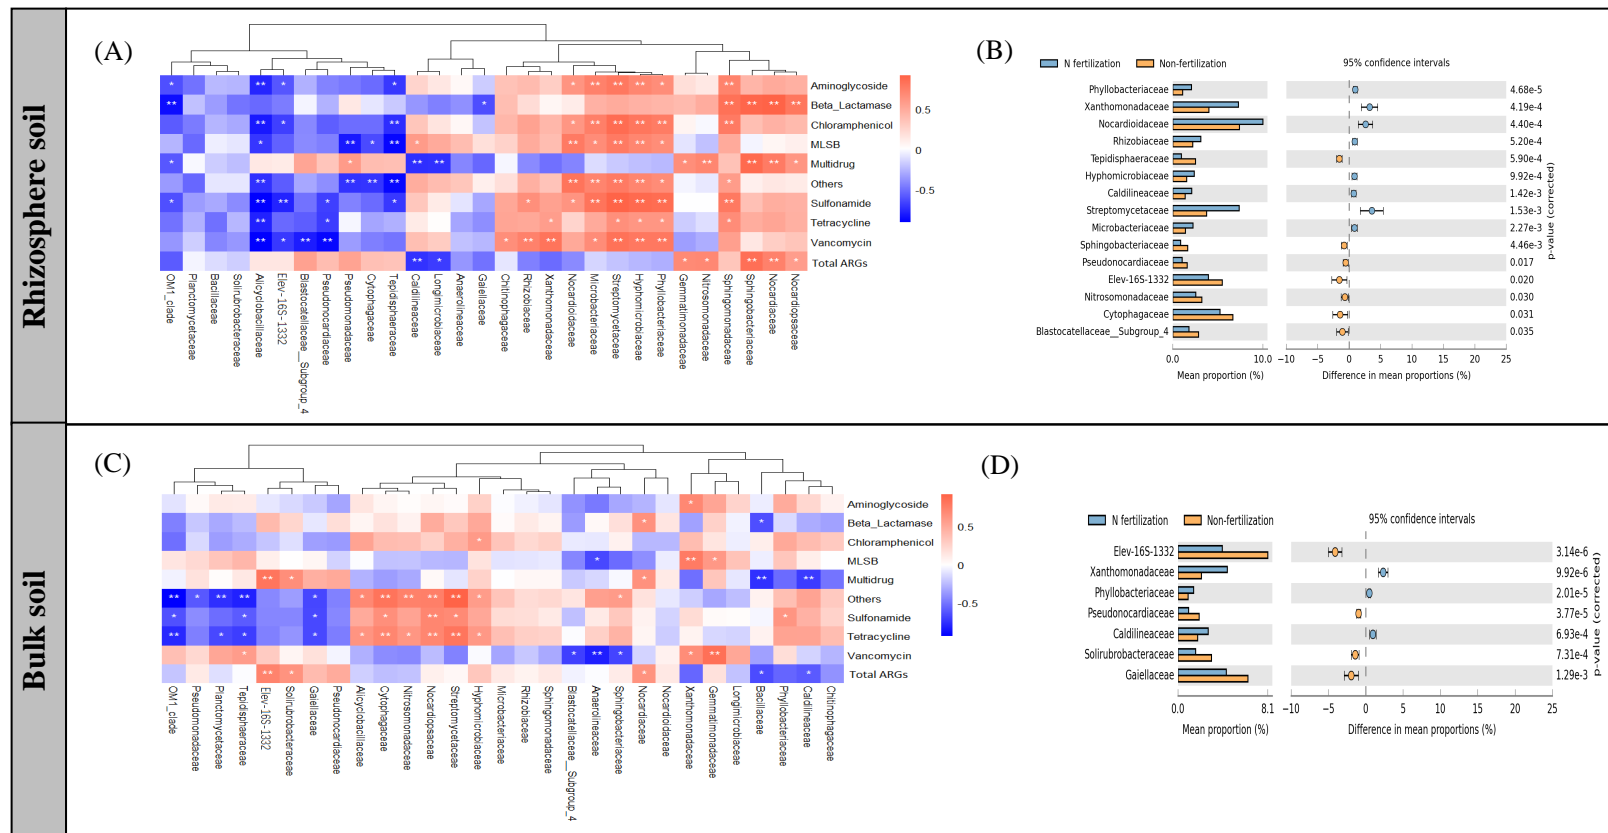 Rhizosphere soil
(A)
Aminoglycoside
Beta_Lactamase
Chloramphenicol
MLSB
Multidrug
Others
Sulfonamide
Tetracycline
Vancomycin
Total ARGs
0.5
0
-0.5
OM1_clade
Planctomycetaceae
Bacillaceae
Solirubrobacteraceae
Alicyclobacillaceae
Elev-16S-1332
Blastocatellaceae__Subgroup_4
Pseudonocardiaceae
Pseudomonadaceae
Cytophagaceae
Tepidisphaeraceae
Caldilineaceae
Longimicrobiaceae
Anaerolineaceae
Gaiellaceae
Chitinophagaceae
Rhizobiaceae
Xanthomonadaceae
Nocardioidaceae
Microbacteriaceae
Streptomycetaceae
Hyphomicrobiaceae
Phyllobacteriaceae
Gemmatimonadaceae
Nitrosomonadaceae
Sphingomonadaceae
Sphingobacteriaceae
Nocardiaceae
Nocardiopsaceae
(B)
N fertilization Non-fertilization 95% confidence intervals
Phyllobacteriaceae 4.68e-5
Xanthomonadaceae 4.19e-4
Nocardioidaceae 4.40e-4
Rhizobiaceae 5.20e-4
Tepidisphaeraceae 5.90e-4
Hyphomicrobiaceae 9.92e-4
Caldilineaceae 1.42e-3
Streptomycetaceae 1.53e-3
Microbacteriaceae 2.27e-3
Sphingobacteriaceae 4.46e-3
Pseudonocardiaceae 0.017
Elev-16S-1332 0.020
Nitrosomonadaceae 0.030
Cytophagaceae 0.031
Blastocatellaceae__Subgroup_4 0.035
p-value (corrected)
0.0 10.0 −10 −5 0 5 10 15 20 25
Mean proportion (%) Difference in mean proportions (%)
Bulk soil
(C)
Aminoglycoside
Beta_Lactamase
Chloramphenicol
MLSB
Multidrug
Others
Sulfonamide
Tetracycline
Vancomycin
Total ARGs
0.5
0
-0.5
OM1_clade
Pseudomonadaceae
Planctomycetaceae
Tepidisphaeraceae
Elev-16S-1332
Solirubrobacteraceae
Gaiellaceae
Pseudonocardiaceae
Alicyclobacillaceae
Cytophagaceae
Nitrosomonadaceae
Nocardiopsaceae
Streptomycetaceae
Hyphomicrobiaceae
Microbacteriaceae
Rhizobiaceae
Sphingomonadaceae
Blastocatellaceae__Subgroup_4
Anaerolineaceae
Sphingobacteriaceae
Nocardiaceae
Nocardioidaceae
Xanthomonadaceae
Gemmatimonadaceae
Longimicrobiaceae
Bacillaceae
Phyllobacteriaceae
Caldilineaceae
Chitinophagaceae
(D)
N fertilization Non-fertilization 95% confidence intervals
Elev-16S-1332 3.14e-6
Xanthomonadaceae 9.92e-6
Phyllobacteriaceae 2.01e-5
Pseudonocardiaceae 3.77e-5
Caldilineaceae 6.93e-4
Solirubrobacteraceae 7.31e-4
Gaiellaceae 1.29e-3
p-value (corrected)
0.0 8.1 −10 −5 0 5 10 15 20 25
Mean proportion (%) Difference in mean proportions (%)